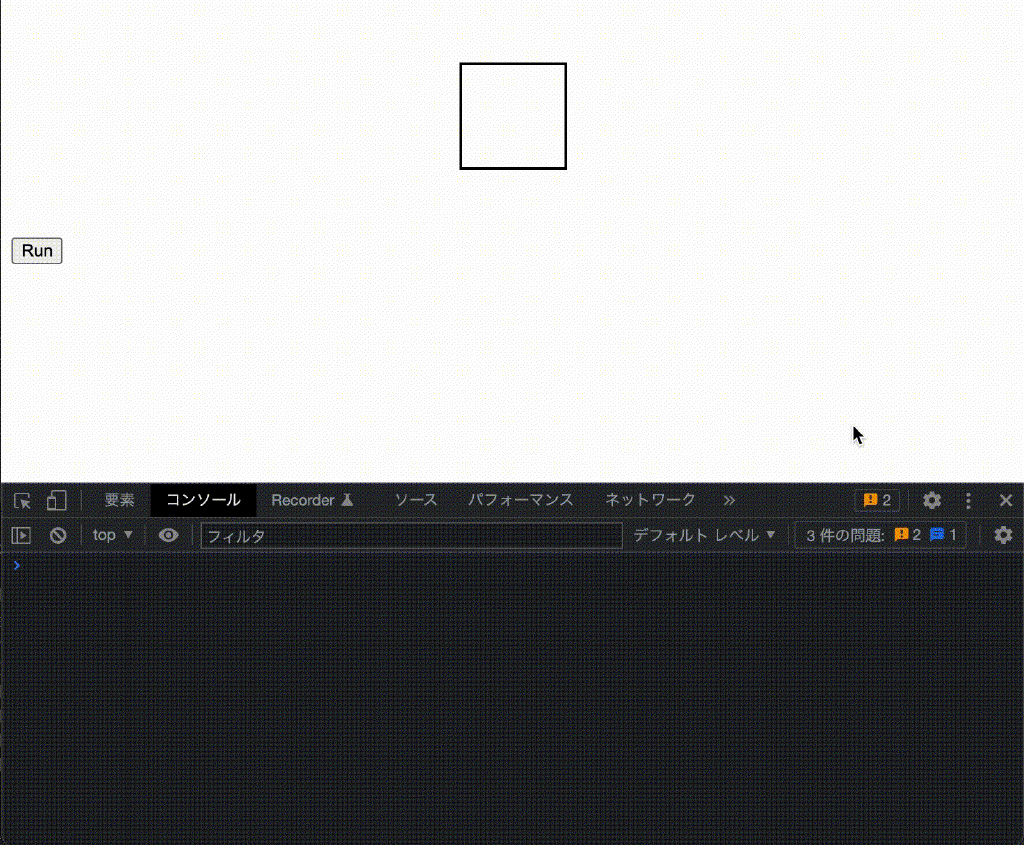 Run
要素 コンソール Recorder ソース パフォーマンス ネットワーク » 2
top ▼ フィルタ デフォルト レベル ▼ 3 件の問題: 2 1